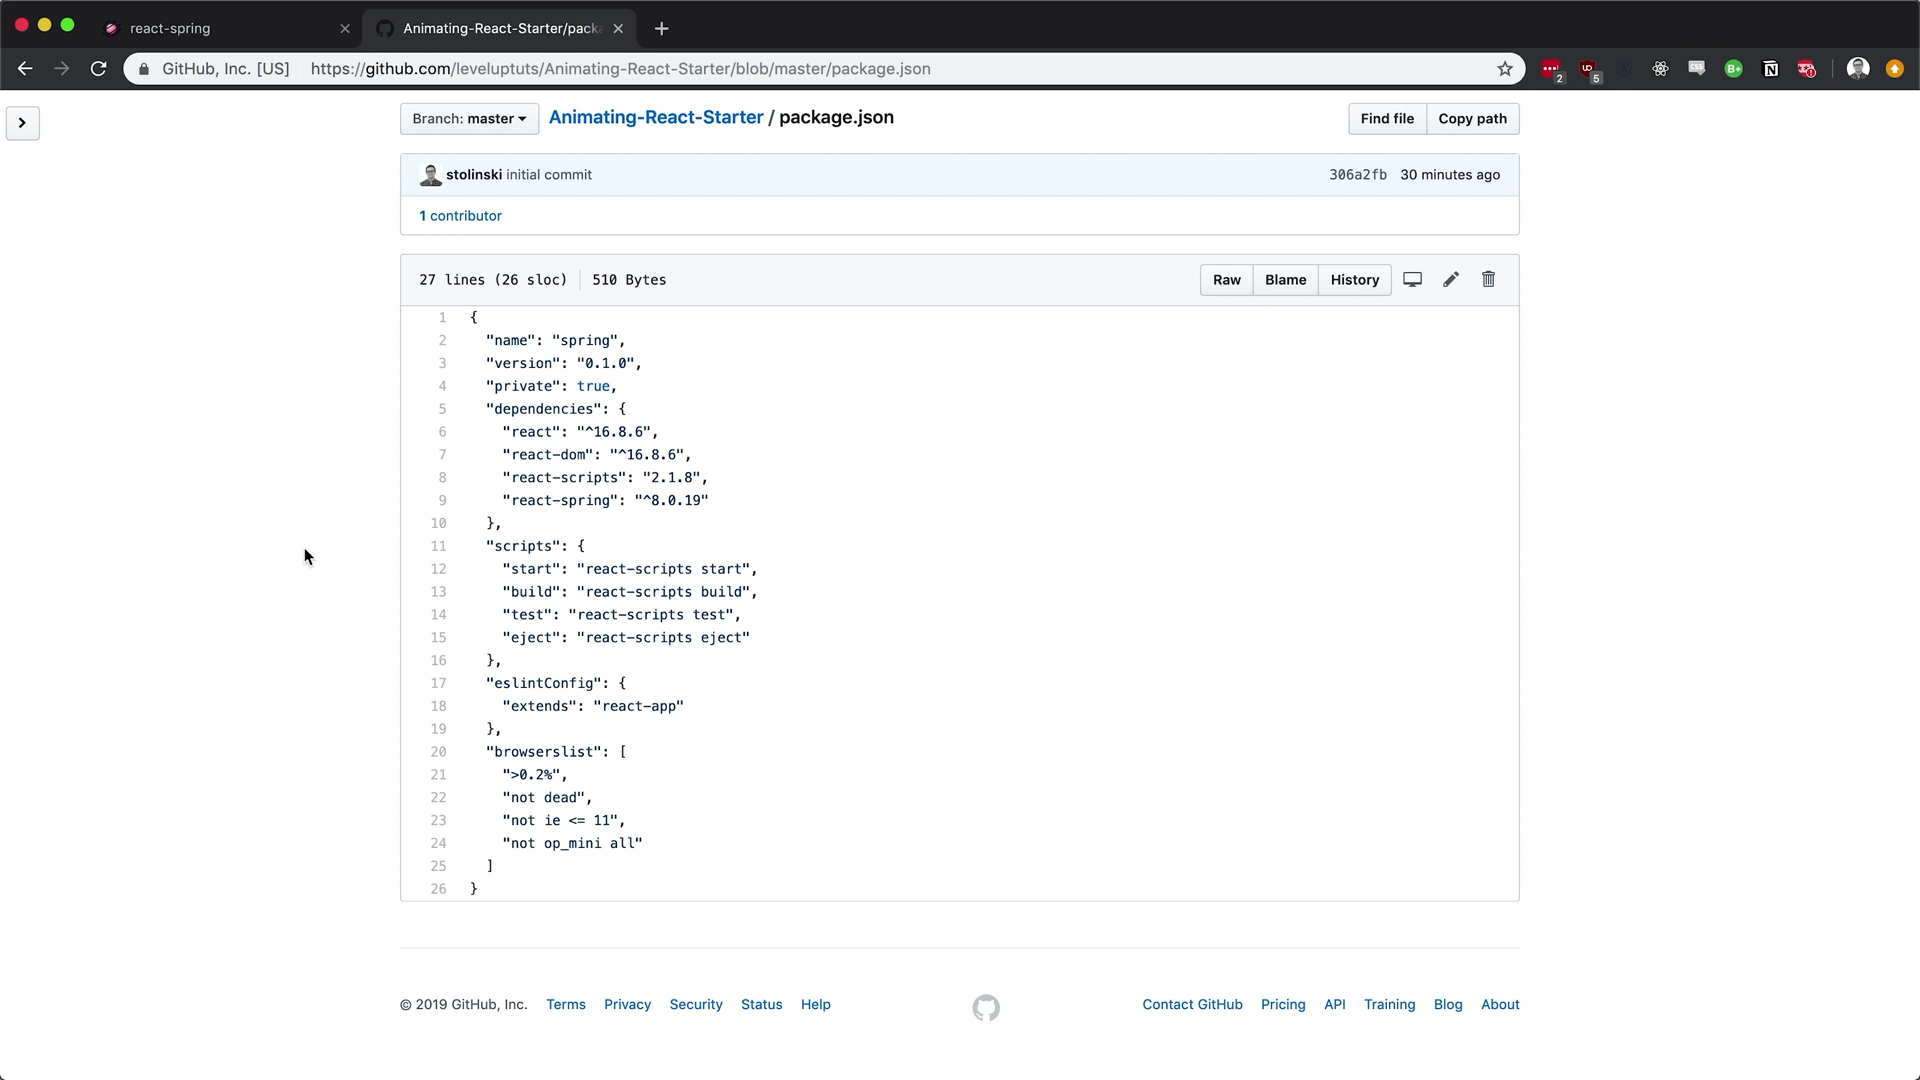 react-spring
Animating-React-Starter/pack
GitHub, Inc. [US] https://github.com/leveluptuts/Animating-React-Starter/blob/master/package.json
2
5
Branch: master
Animating-React-Starter / package.json
Find file
Copy path
stolinski initial commit
306a2fb 30 minutes ago
1 contributor
27 lines (26 sloc)
510 Bytes
Raw
Blame
History
1 {
2 "name": "spring",
3 "version": "0.1.0",
4 "private": true,
5 "dependencies": {
6 "react": "^16.8.6",
7 "react-dom": "^16.8.6",
8 "react-scripts": "2.1.8",
9 "react-spring": "^8.0.19"
10 },
11 "scripts": {
12 "start": "react-scripts start",
13 "build": "react-scripts build",
14 "test": "react-scripts test",
15 "eject": "react-scripts eject"
16 },
17 "eslintConfig": {
18 "extends": "react-app"
19 },
20 "browserslist": [
21 ">0.2%",
22 "not dead",
23 "not ie <= 11",
24 "not op_mini all"
25 ]
26 }
© 2019 GitHub, Inc. Terms Privacy Security Status Help
Contact GitHub Pricing API Training Blog About